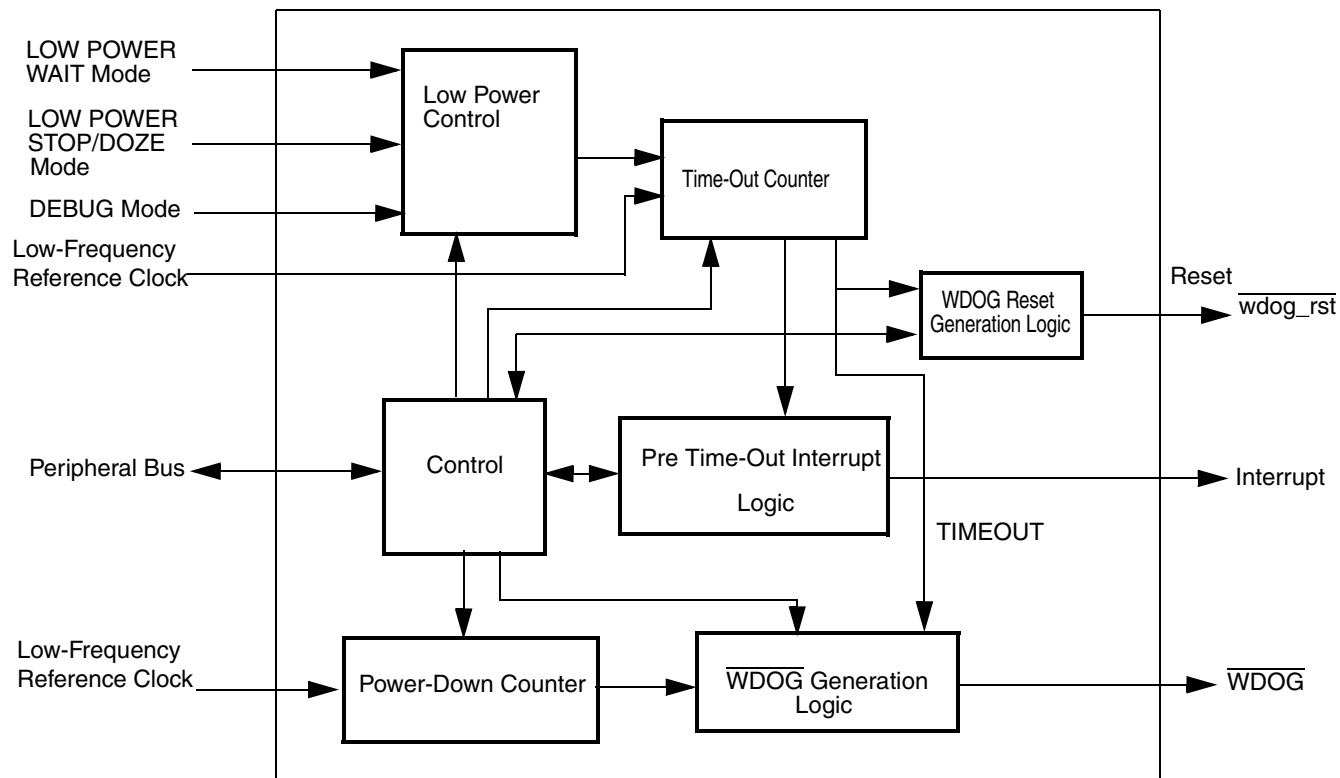 LOW POWER
WAIT Mode
LOW POWER
STOP/DOZE
Mode
DEBUG Mode
Low-Frequency
Reference Clock
Low Power
Control
Time-Out Counter
WDOG Reset
Generation Logic
Reset
wdog_rst
Peripheral Bus
Control
Pre Time-Out Interrupt
Logic
Interrupt
TIMEOUT
Low-Frequency
Reference Clock
Power-Down Counter
WDOG Generation
Logic
WDOG